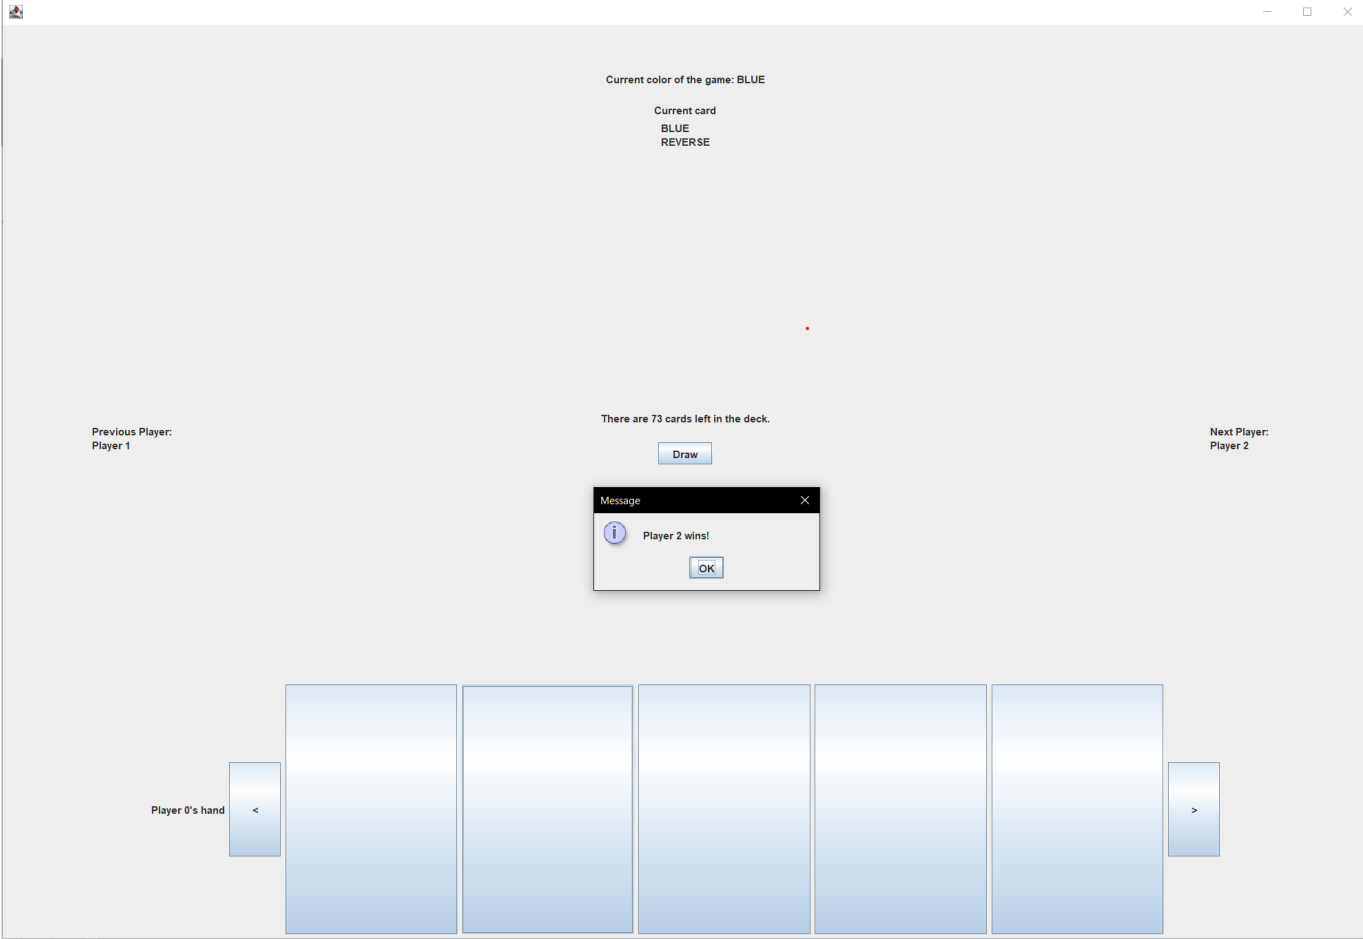 Current color of the game: BLUE
Current card
BLUE
REVERSE
There are 73 cards left in the deck.
Previous Player:
Player 1
Next Player:
Player 2
Draw
Message
i
Player 2 wins!
OK
Player 0's hand
<
>